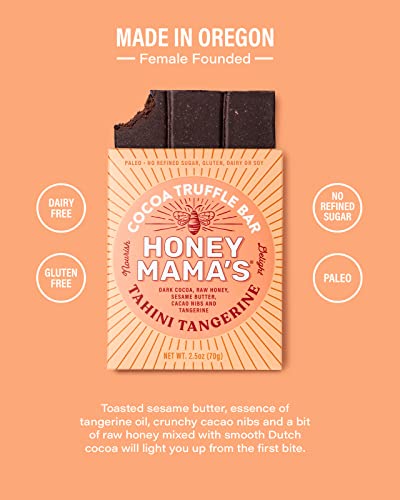 MADE IN OREGON
Female Founded
PALEO • NO REFINED SUGAR, GLUTEN, DAIRY OR SOY
COCOA TRUFFLE BAR
Nourish
Delight
HONEY
MAMA'S®
DARK COCOA, RAW HONEY,
SESAME BUTTER,
CACAO NIBS AND
TANGERINE
TAHINI TANGERINE
NET WT. 2.5oz (70g)
DAIRY
FREE
GLUTEN
FREE
NO
REFINED
SUGAR
PALEO
Toasted sesame butter, essence of
tangerine oil, crunchy cacao nibs and a bit
of raw honey mixed with smooth Dutch
cocoa will light you up from the first bite.